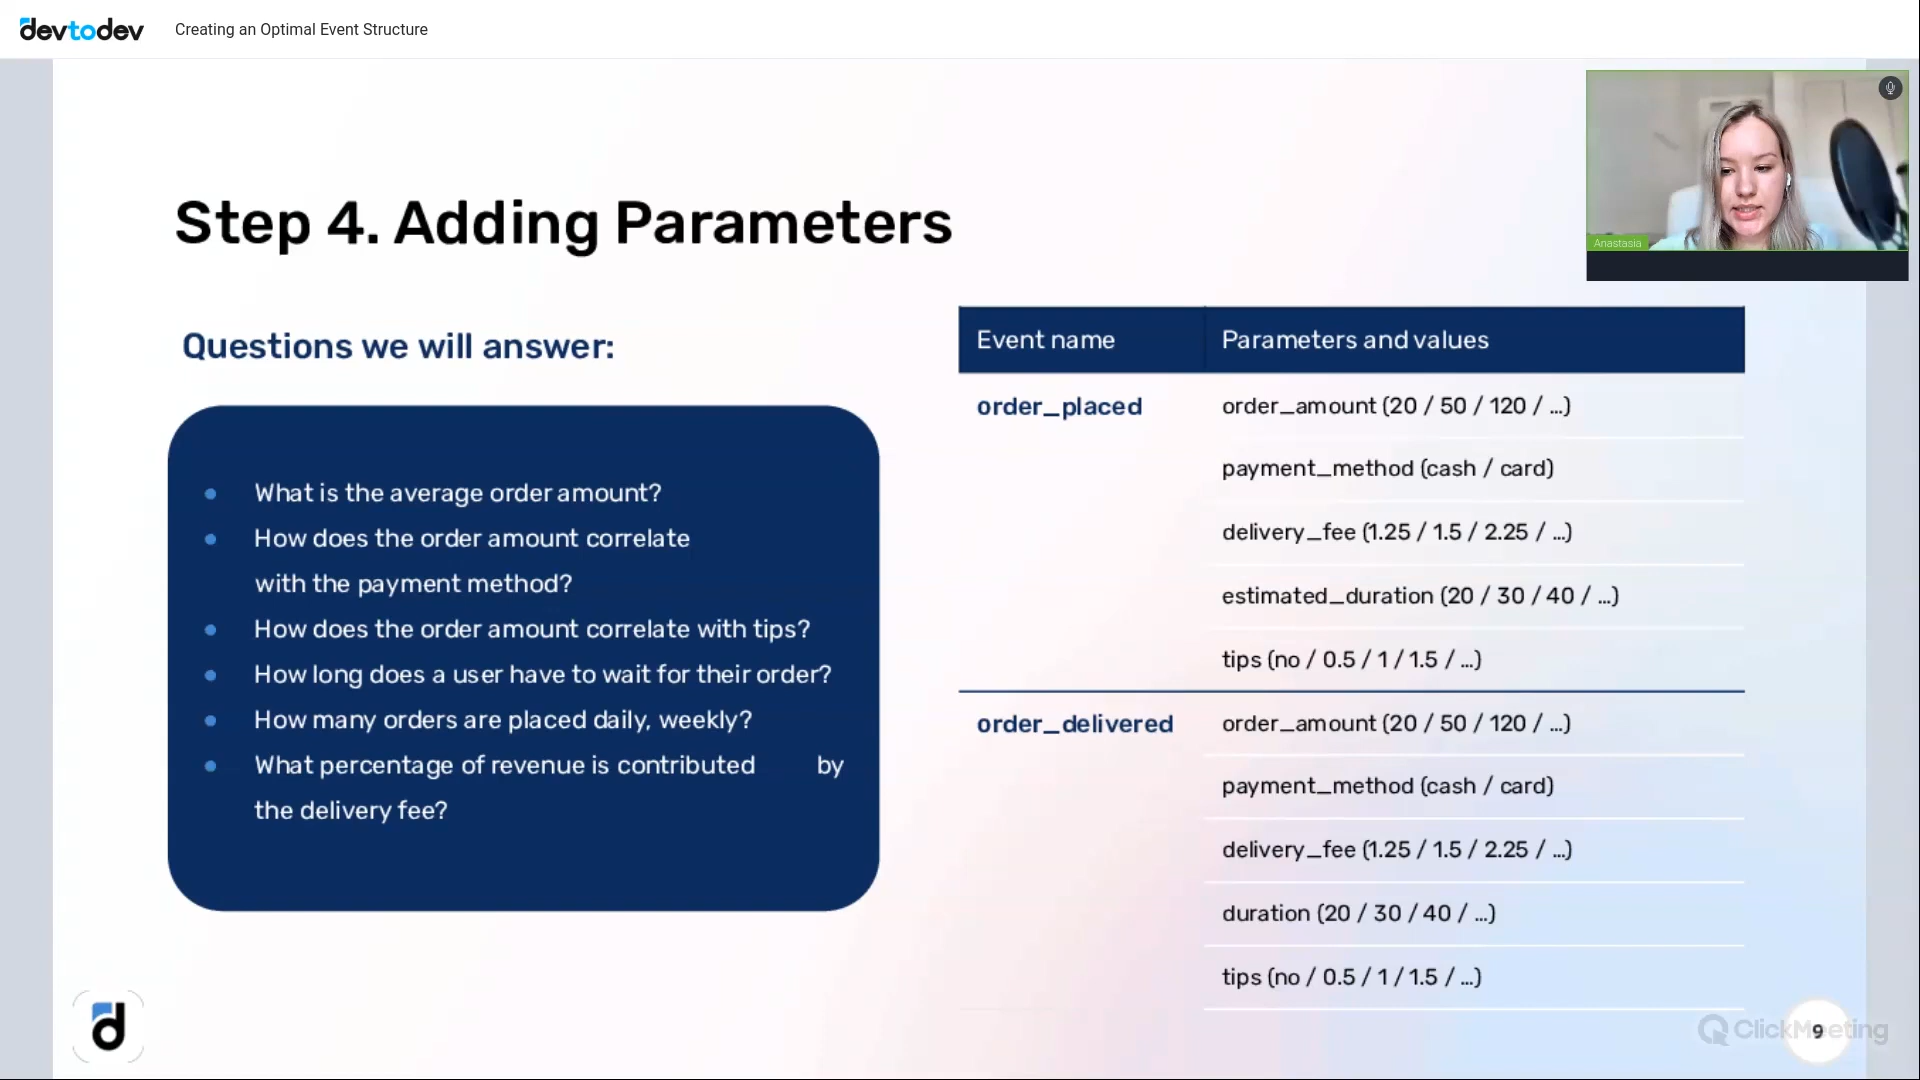 devtodev
Creating an Optimal Event Structure
Anastasia
Step 4. Adding Parameters
Questions we will answer:
What is the average order amount?
How does the order amount correlate
with the payment method?
How does the order amount correlate with tips?
How long does a user have to wait for their order?
How many orders are placed daily, weekly?
What percentage of revenue is contributed by
the delivery fee?
Event name Parameters and values
order_placed order_amount (20 / 50 / 120 / ...)
payment_method (cash / card)
delivery_fee (1.25 / 1.5 / 2.25 / ...)
estimated_duration (20 / 30 / 40 / ...)
tips (no / 0.5 / 1 / 1.5 / ...)
order_delivered order_amount (20 / 50 / 120 / ...)
payment_method (cash / card)
delivery_fee (1.25 / 1.5 / 2.25 / ...)
duration (20 / 30 / 40 / ...)
tips (no / 0.5 / 1 / 1.5 / ...)
d
ClickMeeting
9